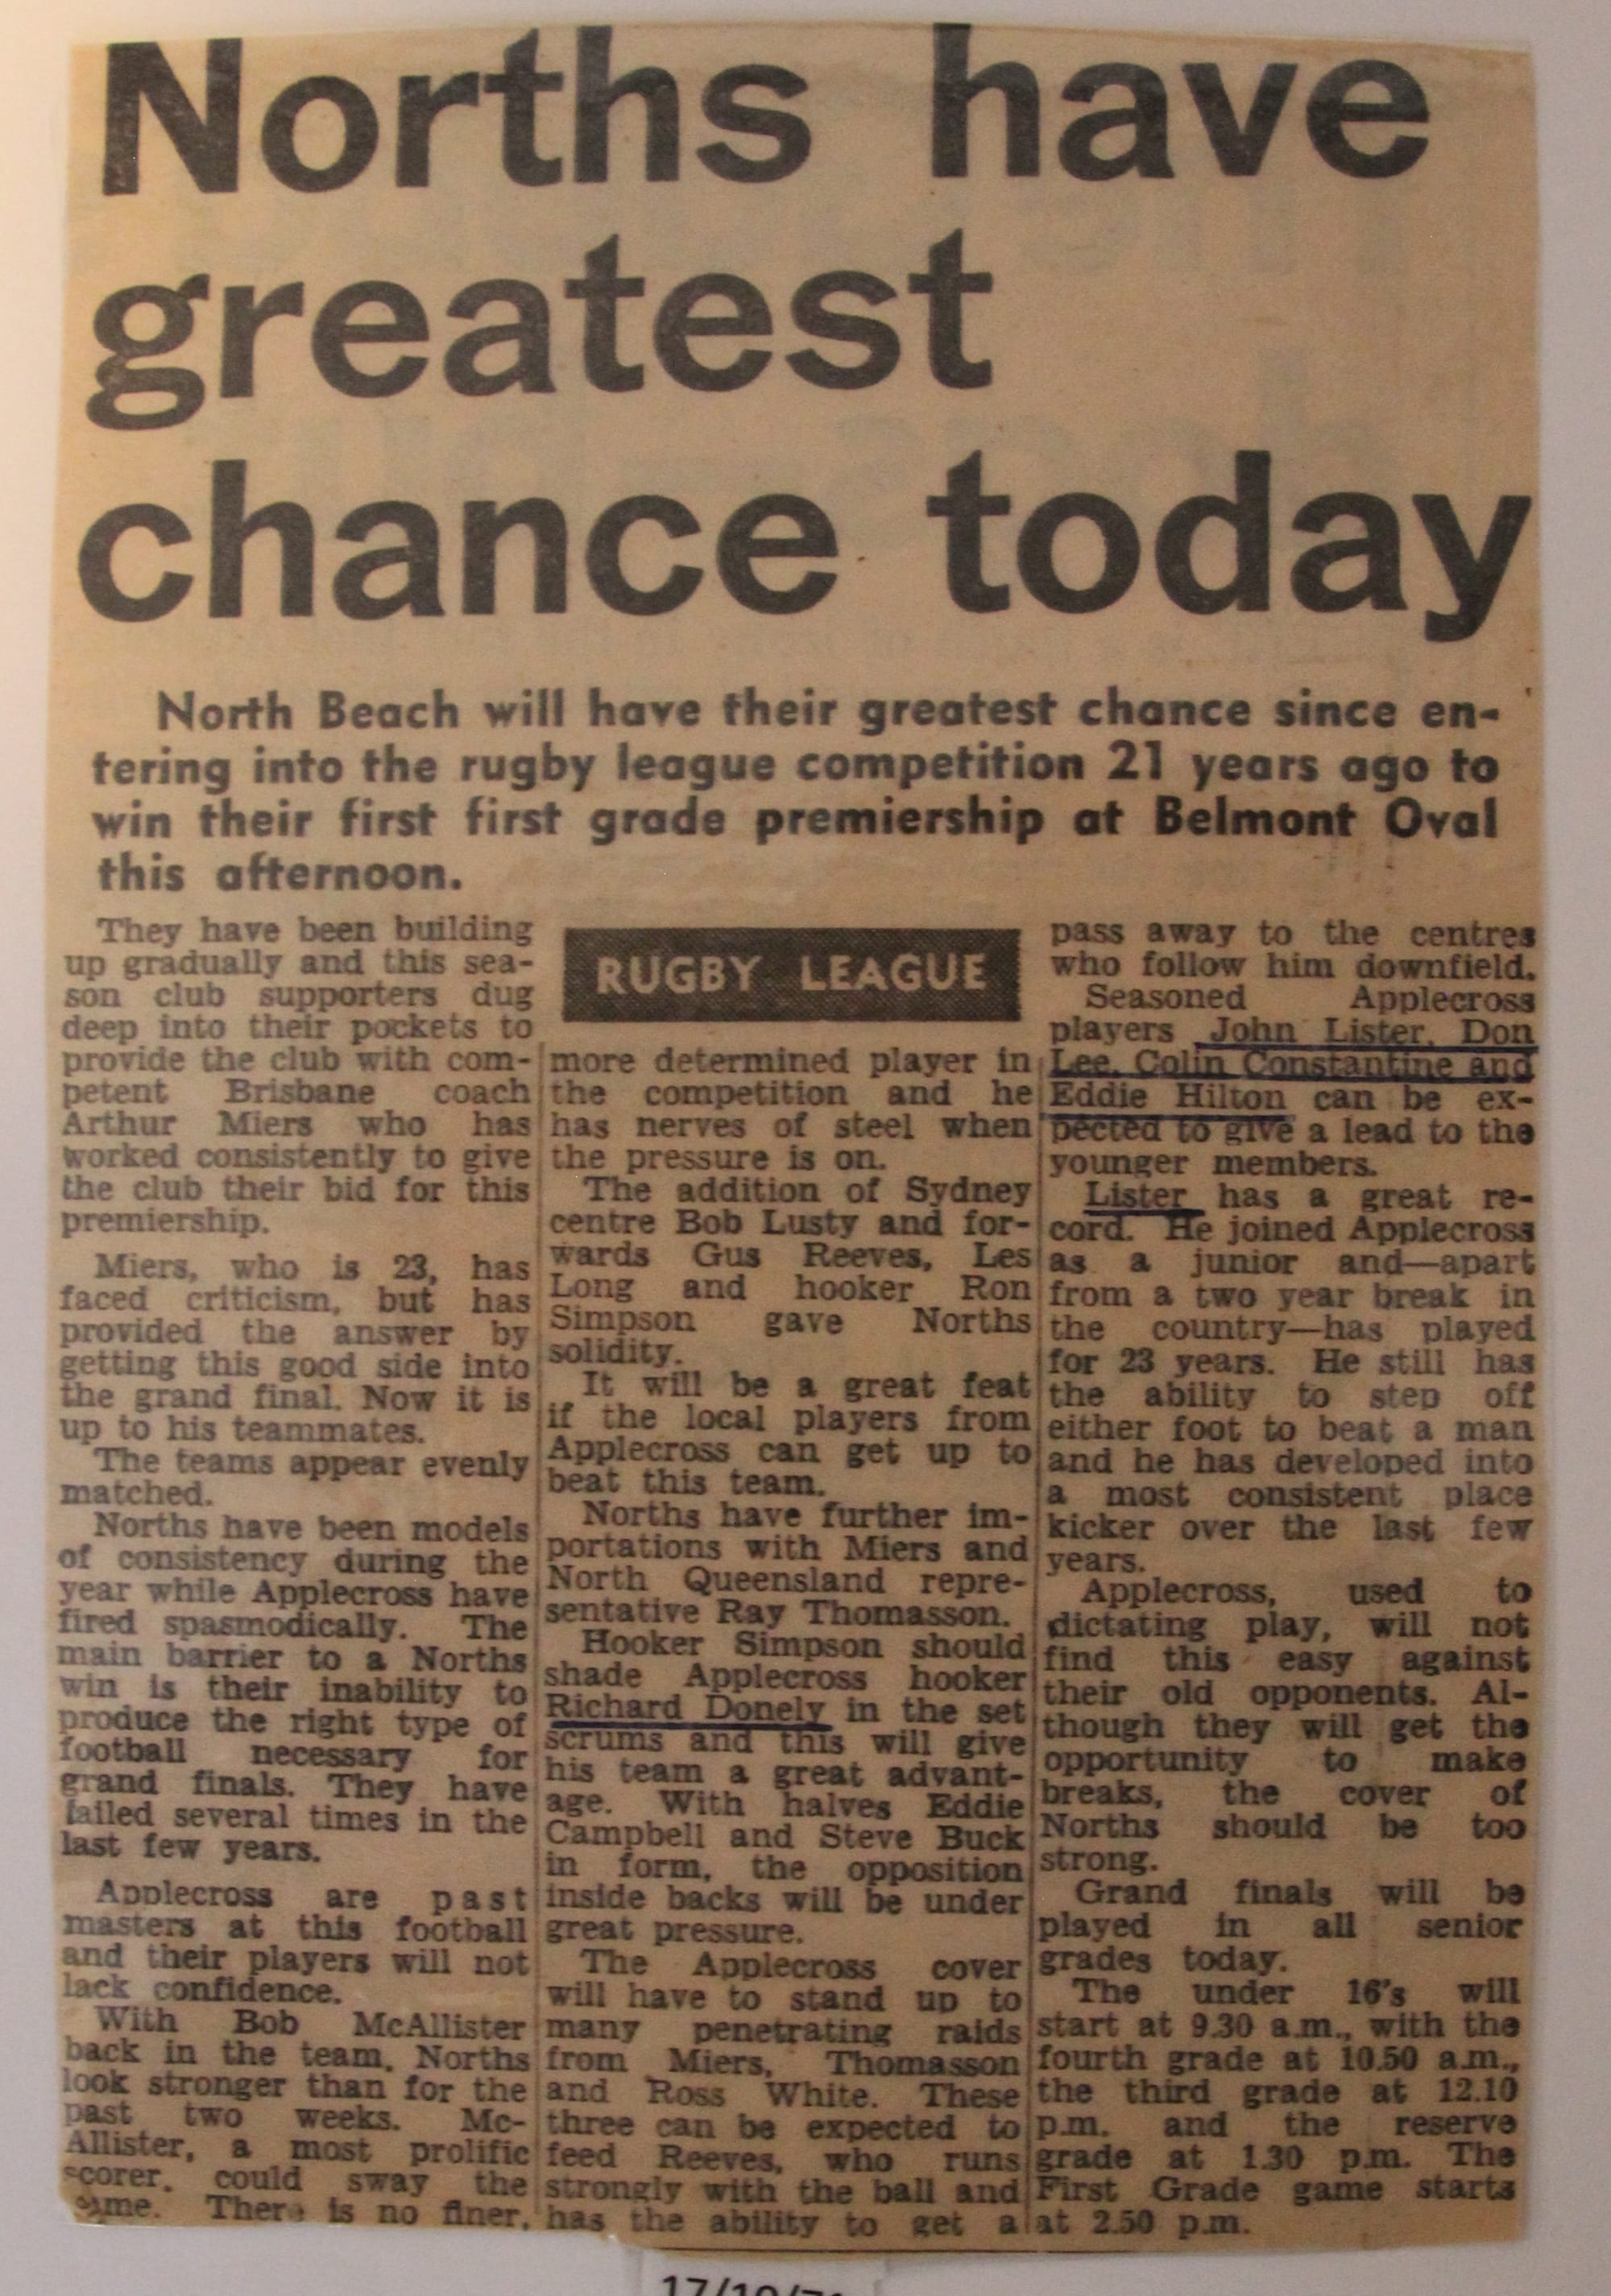 Norths have
greatest
chance today
North Beach will have their greatest chance since en-
tering into the rugby league competition 21 years ago to
win their first first grade premiership at Belmont Oval
this afternoon.
They have been building
up gradually and this sea-
son club supporters dug
deep into their pockets to
provide the club with com-
petent Brisbane coach
Arthur Miers who has
worked consistently to give
the club their bid for this
premiership.
Miers, who is 23, has
faced criticism, but has
provided the answer by
getting this good side into
the grand final. Now it is
up to his teammates.
The teams appear evenly
matched.
Norths have been models
of consistency during the
year while Applecross have
fired spasmodically. The
main barrier to a Norths
win is their inability to
produce the right type of
football necessary for
grand finals. They have
failed several times in the
last few years.
Applecross are past
masters at this football
and their players will not
lack confidence.
With Bob McAllister
back in the team, Norths
look stronger than for the
past two weeks. Mc-
Allister, a most prolific
scorer, could sway the
game. There is no finer,
RUGBY LEAGUE
more determined player in
the competition and he
has nerves of steel when
the pressure is on.
The addition of Sydney
centre Bob Lusty and for-
wards Gus Reeves, Les
Long and hooker Ron
Simpson gave Norths
solidity.
It will be a great feat
if the local players from
Applecross can get up to
beat this team.
Norths have further im-
portations with Miers and
North Queensland repre-
sentative Ray Thomasson.
Hooker Simpson should
shade Applecross hooker
Richard Donely in the set
scrums and this will give
his team a great advant-
age. With halves Eddie
Campbell and Steve Buck
in form, the opposition
inside backs will be under
great pressure.
The Applecross cover
will have to stand up to
many penetrating raids
from Miers, Thomasson
and Ross White. These
three can be expected to
feed Reeves, who runs
strongly with the ball and
has the ability to get a
pass away to the centres
who follow him downfield.
Seasoned Applecross
players John Lister, Don
Lee, Colin Constantine and
Eddie Hilton can be ex-
pected to give a lead to the
younger members.
Lister has a great re-
cord. He joined Applecross
as a junior and—apart
from a two year break in
the country—has played
for 23 years. He still has
the ability to step off
either foot to beat a man
and he has developed into
a most consistent place
kicker over the last few
years.
Applecross, used to
dictating play, will not
find this easy against
their old opponents. Al-
though they will get the
opportunity to make
breaks, the cover of
Norths should be too
strong.
Grand finals will be
played in all senior
grades today.
The under 16's will
start at 9.30 a.m., with the
fourth grade at 10.50 a.m.,
the third grade at 12.10
p.m. and the reserve
grade at 1.30 p.m. The
First Grade game starts
at 2.50 p.m.